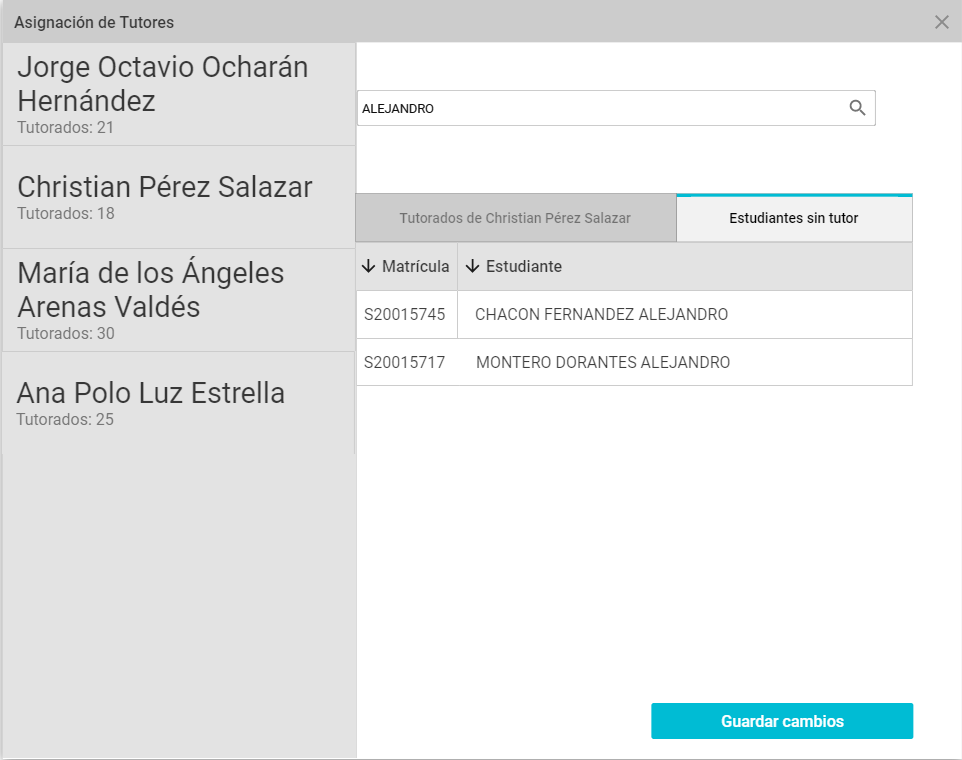 Asignación de Tutores
Jorge Octavio Ocharán
Hernández
Tutorados: 21
Christian Pérez Salazar
Tutorados: 18
María de los Ángeles
Arenas Valdés
Tutorados: 30
Ana Polo Luz Estrella
Tutorados: 25
ALEJANDRO
Tutorados de Christian Pérez Salazar Estudiantes sin tutor
Matrícula Estudiante
S20015745 CHACON FERNANDEZ ALEJANDRO
S20015717 MONTERO DORANTES ALEJANDRO
Guardar cambios